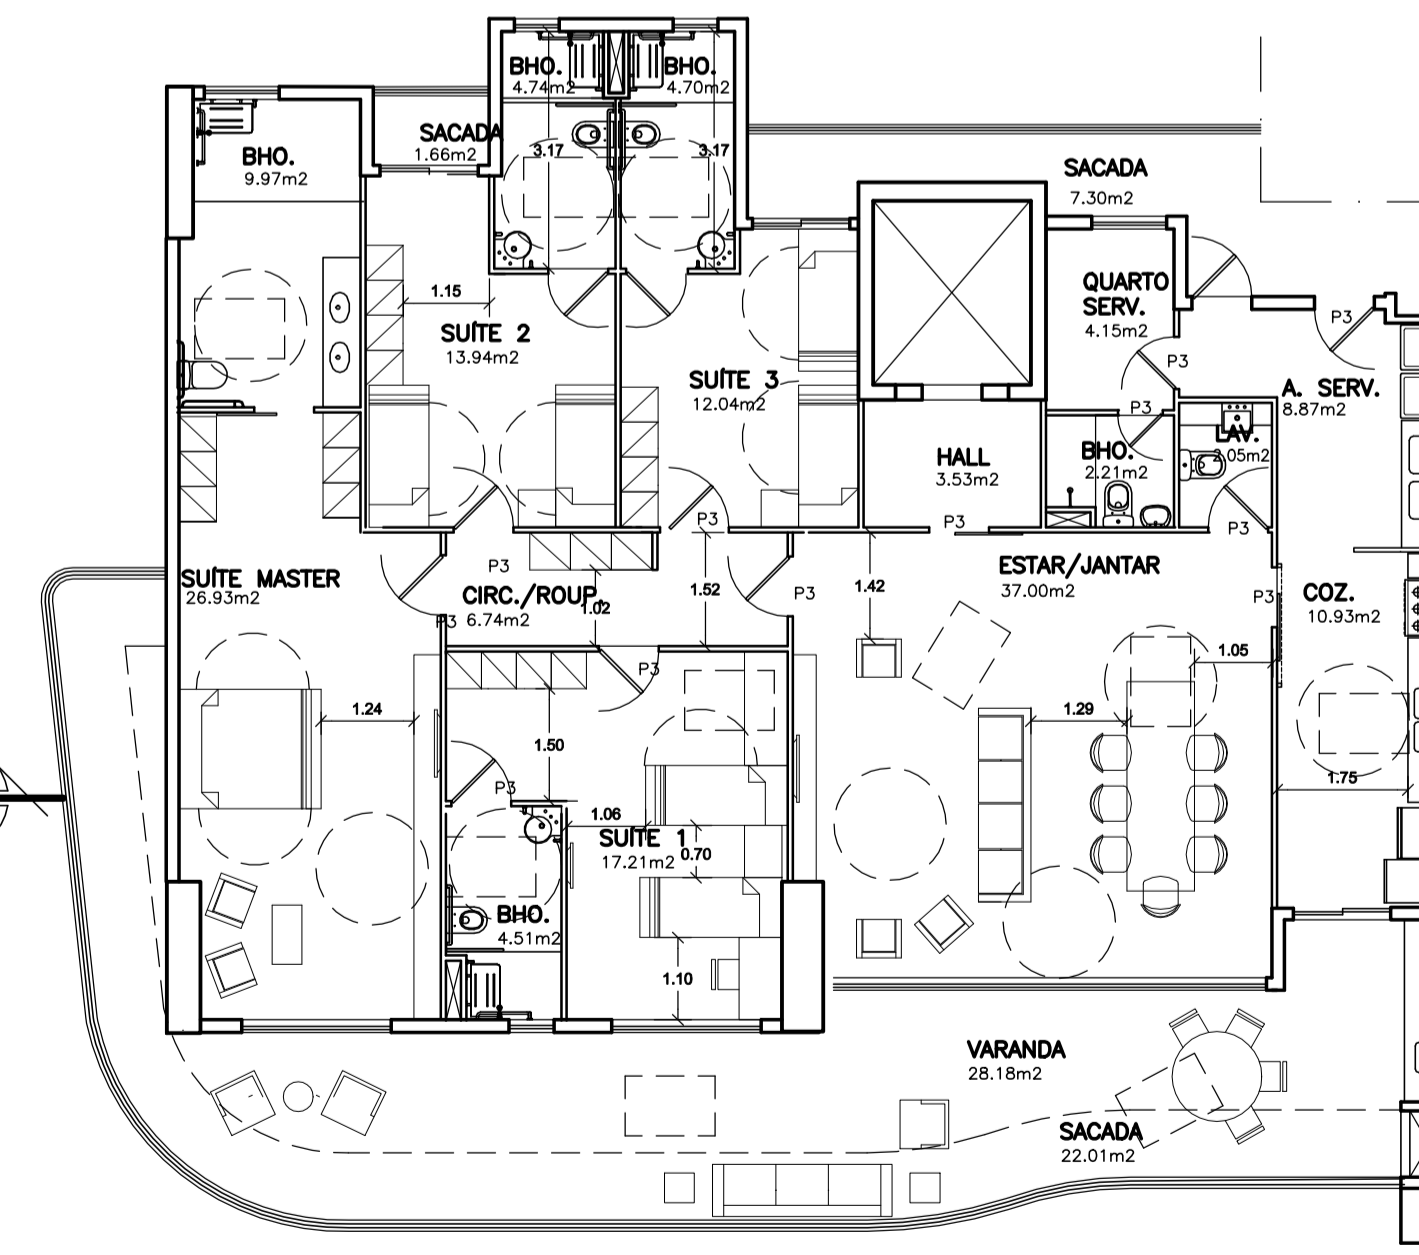 BHO.
4.74m2
BHO.
4.70m2
SACADA
1.66m2
BHO.
9.97m2
3.17
3.17
SACADA
7.30m2
1.15
SUÍTE 2
13.94m2
SUÍTE 3
12.04m2
QUARTO
SERV.
4.15m2
P3
P3
P3
A. SERV.
8.87m2
HALL
3.53m2
BHO.
2.21m2
LAV.
2.05m2
P3
P3
P3
P3
SUÍTE MASTER
26.93m2
CIRC./ROUP.
6.74m2
1.02
1.52
P3
1.42
ESTAR/JANTAR
37.00m2
P3
COZ.
10.93m2
P3
P3
1.05
1.24
1.29
1.50
P3
1.75
1.06
SUÍTE 1
17.21m2
0.70
BHO.
4.51m2
1.10
VARANDA
28.18m2
SACADA
22.01m2